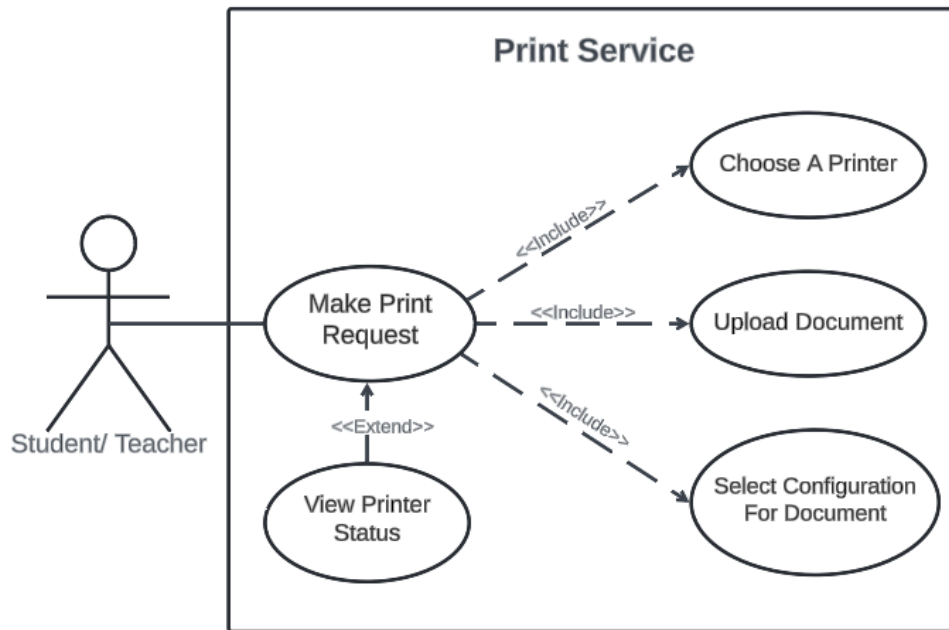 Print Service
Choose A Printer
<<Include>>
Make Print
Request
<<Include>>
Upload Document
<<Include>>
Student/ Teacher
<<Extend>>
View Printer
Status
Select Configuration
For Document